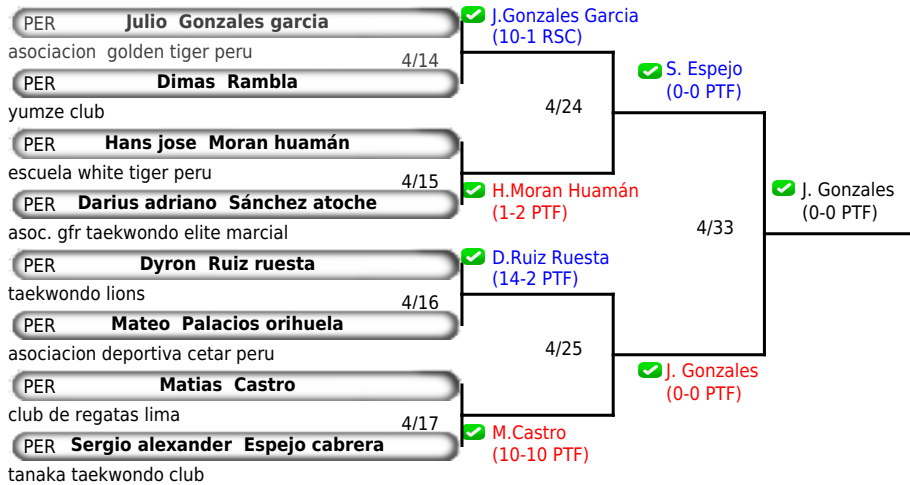 PER Julio Gonzales garcia
asociacion golden tiger peru
4/14
PER Dimas Rambla
yumze club
PER Hans jose Moran huamán
escuela white tiger peru
4/15
PER Darius adriano Sánchez atoche
asoc. gfr taekwondo elite marcial
PER Dyron Ruiz ruesta
taekwondo lions
4/16
PER Mateo Palacios orihuela
asociacion deportiva cetar peru
PER Matias Castro
club de regatas lima
4/17
PER Sergio alexander Espejo cabrera
tanaka taekwondo club
J.Gonzales Garcia
(10-1 RSC)
4/24
H.Moran Huamán
(1-2 PTF)
D.Ruiz Ruesta
(14-2 PTF)
4/25
M.Castro
(10-10 PTF)
S. Espejo
(0-0 PTF)
4/33
J. Gonzales
(0-0 PTF)
J. Gonzales
(0-0 PTF)